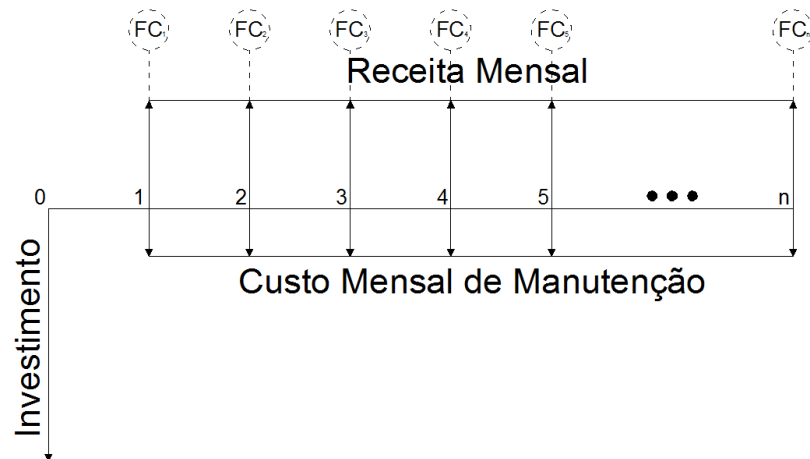 FC₁ FC₂ FC₃ FC₄ FC₅ FCₙ
Receita Mensal
0 1 2 3 4 5 n
Custo Mensal de Manutenção
Investimento